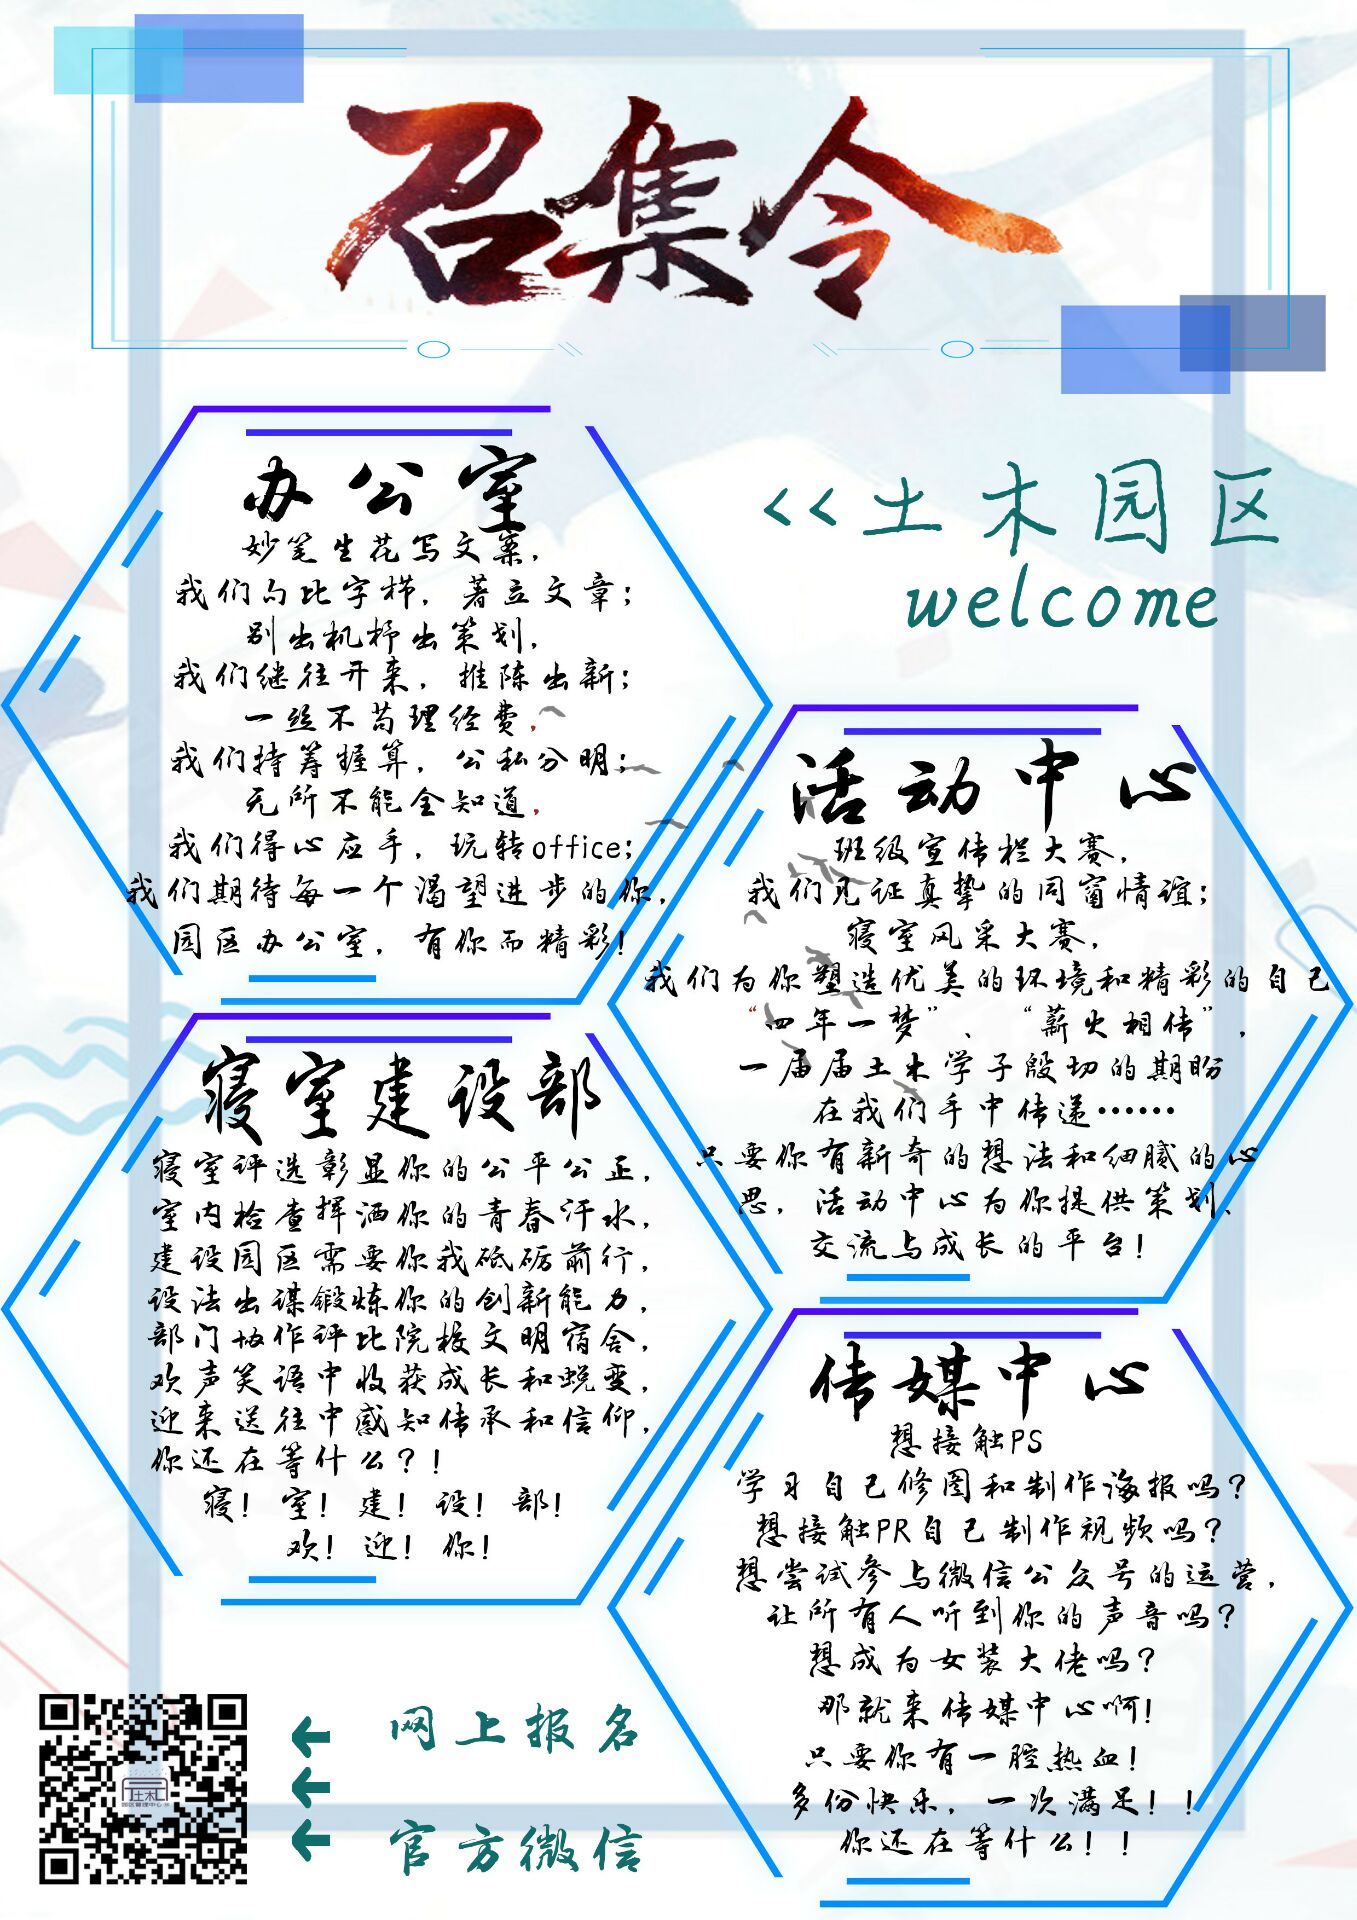 召集令
办公室
妙笔生花写文案，
我们勾比字栉，著立文章；
别出机杼出策划，
我们继往开来，推陈出新；
一丝不苟理经费，
我们持筹握算，公私分明；
无所不能全知道，
我们得心应手，玩转office；
我们期待每一个渴望进步的你，
园区办公室，有你而精彩！
<<土木园区
welcome
活动中心
班级宣传栏大赛，
我们见证真挚的同窗情谊；
寝室风采大赛，
我们为你塑造优美的环境和精彩的自己
“四年一梦”、“薪火相传”，
一届届土木学子殷切的期盼
在我们手中传递……
只要你有新奇的想法和细腻的心
思，活动中心为你提供策划、
交流与成长的平台！
寝室建设部
寝室评选彰显你的公平公正，
室内检查挥洒你的青春汗水，
建设园区需要你我砥砺前行，
设法出谋锻炼你的创新能力，
部门协作评比院校文明宿舍，
欢声笑语中收获成长和蜕变，
迎来送往中感知传承和信仰，
你还在等什么？！
寝！室！建！设！部！
欢！迎！你！
传媒中心
想接触PS
学习自己修图和制作海报吗？
想接触PR自己制作视频吗？
想尝试参与微信公众号的运营，
让所有人听到你的声音吗？
想成为女装大佬吗？
那就来传媒中心啊！
只要你有一腔热血！
多份快乐，一次满足！！
你还在等什么！！
网上报名
官方微信